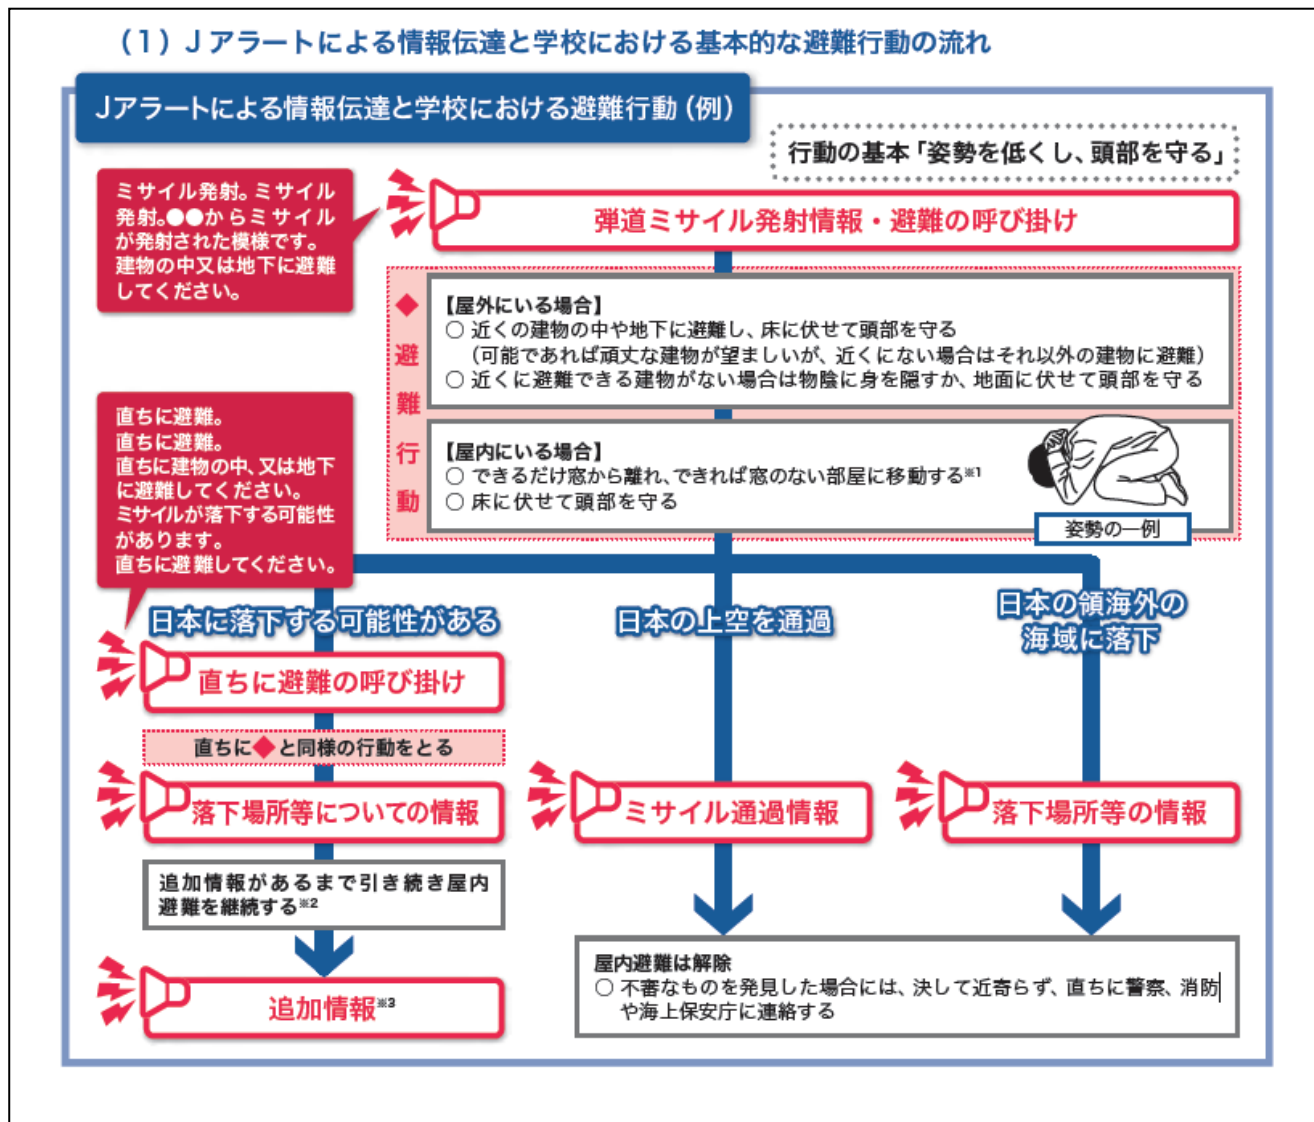 （1）Jアラートによる情報伝達と学校における基本的な避難行動の流れ
Jアラートによる情報伝達と学校における避難行動（例）
行動の基本「姿勢を低くし、頭部を守る」
ミサイル発射。ミサイル
発射。●●からミサイル
が発射された模様です。
建物の中又は地下に避難
してください。
弾道ミサイル発射情報・避難の呼び掛け
◆避難行動
【屋外にいる場合】
○ 近くの建物の中や地下に避難し、床に伏せて頭部を守る
（可能であれば頑丈な建物が望ましいが、近くにない場合はそれ以外の建物に避難）
○ 近くに避難できる建物がない場合は物陰に身を隠すか、地面に伏せて頭部を守る
【屋内にいる場合】
○ できるだけ窓から離れ、できれば窓のない部屋に移動する※1
○ 床に伏せて頭部を守る
姿勢の一例
直ちに避難。
直ちに避難。
直ちに建物の中、又は地下
に避難してください。
ミサイルが落下する可能性
があります。
直ちに避難してください。
日本に落下する可能性がある
直ちに避難の呼び掛け
直ちに◆と同様の行動をとる
落下場所等についての情報
追加情報があるまで引き続き屋内
避難を継続する※2
追加情報※3
日本の上空を通過
ミサイル通過情報
日本の領海外の
海域に落下
落下場所等の情報
屋内避難は解除
○ 不審なものを発見した場合には、決して近寄らず、直ちに警察、消防
や海上保安庁に連絡する